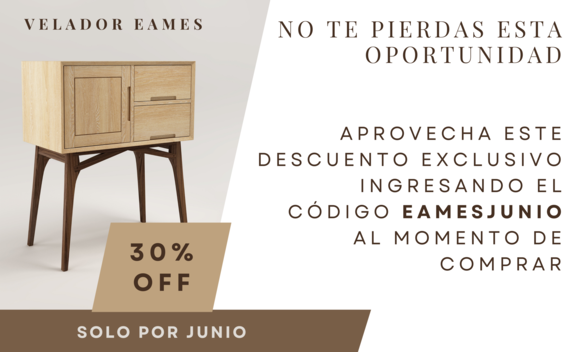 VELADOR EAMES
NO TE PIERDAS ESTA
OPORTUNIDAD
APROVECHA ESTE
DESCUENTO EXCLUSIVO
INGRESANDO EL
CÓDIGO EAMESJUNIO
AL MOMENTO DE
COMPRAR
30%
OFF
SOLO POR JUNIO